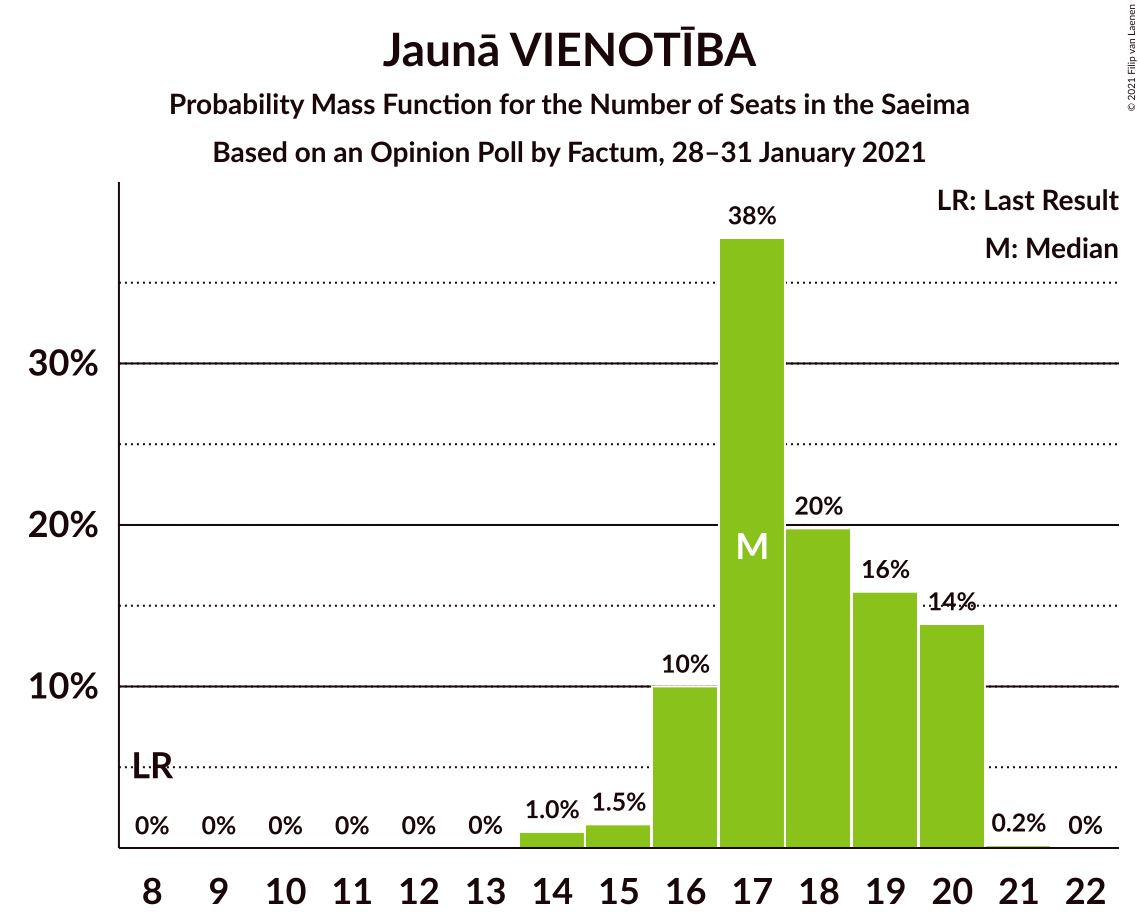 Jaunā VIENOTĪBA
Probability Mass Function for the Number of Seats in the Saeima
Based on an Opinion Poll by Factum, 28–31 January 2021
© 2021 Filip van Laenen
LR: Last Result
M: Median
38%
30%
20%
20%
M
16%
14%
10%
10%
LR
0%
0%
0%
0%
0%
0%
1.0%
1.5%
0.2%
0%
8 9 10 11 12 13 14 15 16 17 18 19 20 21 22